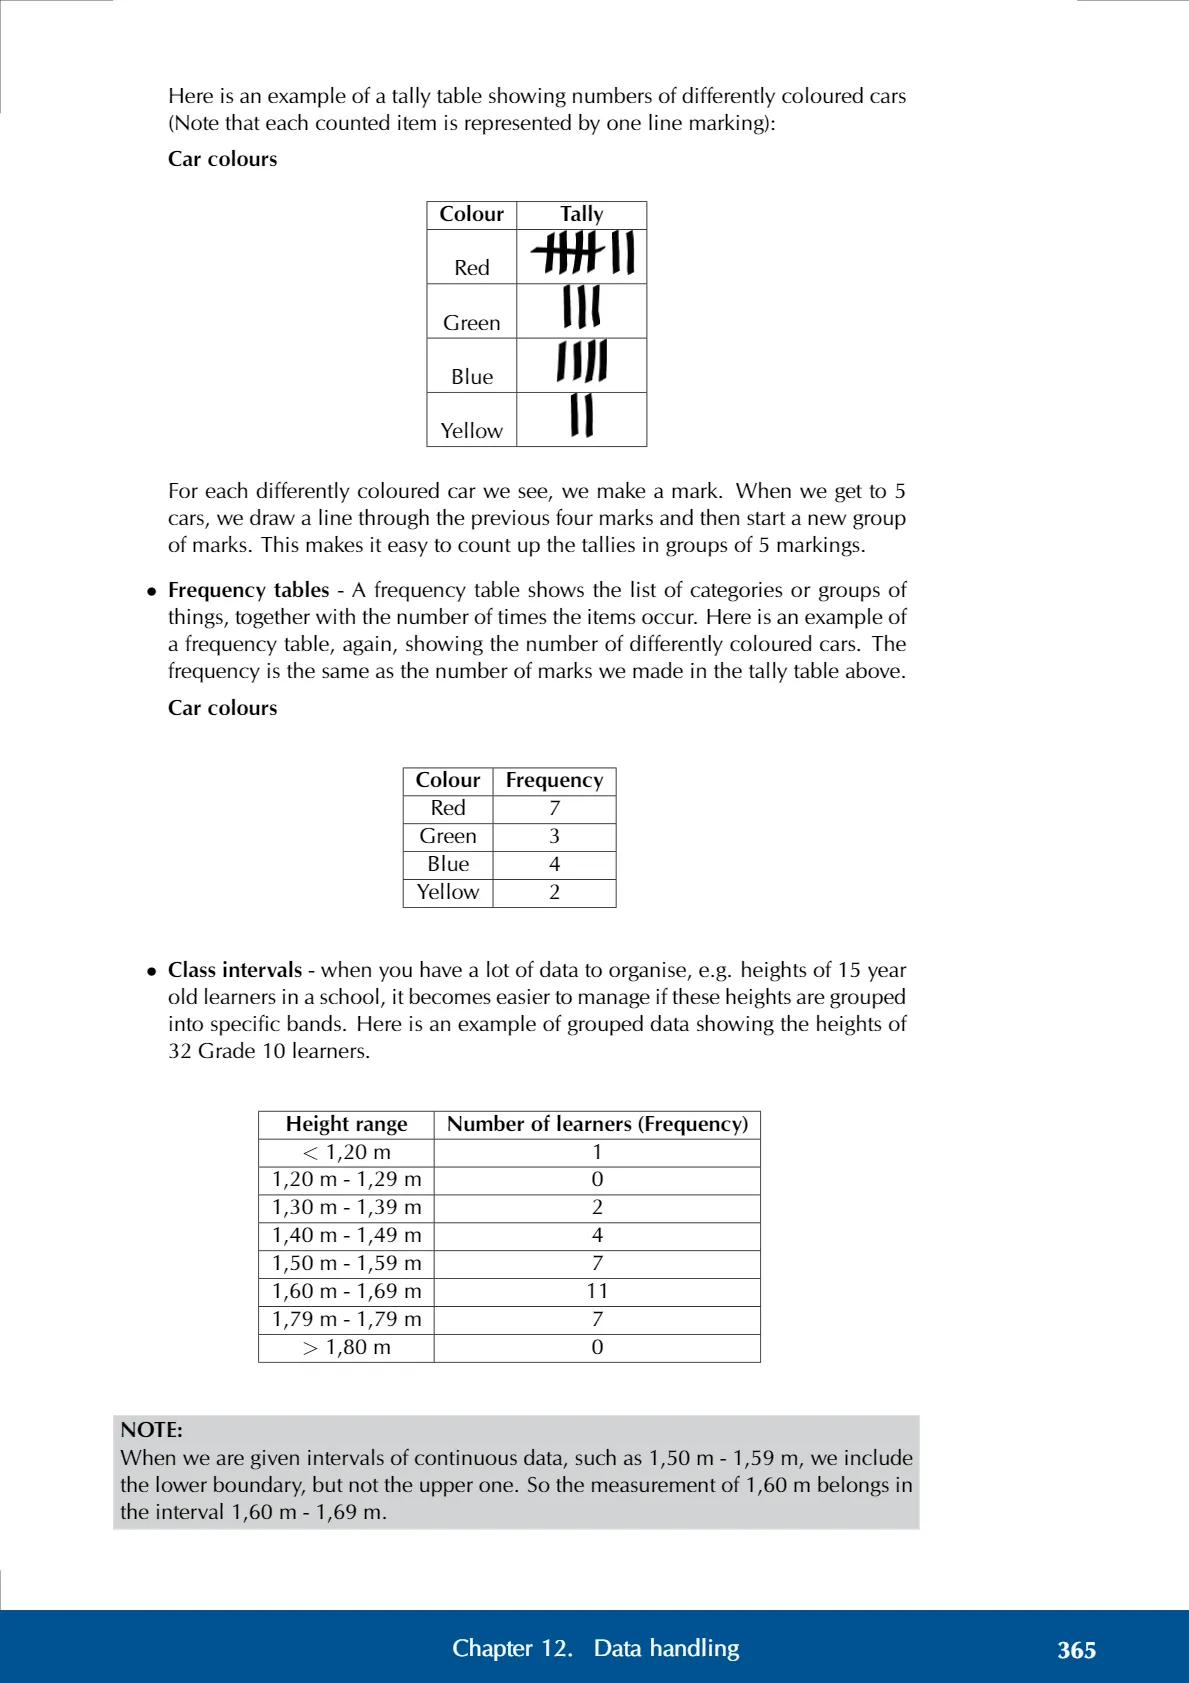 Here is an example of a tally table showing numbers of differently coloured cars
(Note that each counted item is represented by one line marking):
Car colours
Colour Tally
Red
Green
Blue
Yellow
For each differently coloured car we see, we make a mark. When we get to 5
cars, we draw a line through the previous four marks and then start a new group
of marks. This makes it easy to count up the tallies in groups of 5 markings.
• Frequency tables - A frequency table shows the list of categories or groups of
things, together with the number of times the items occur. Here is an example of
a frequency table, again, showing the number of differently coloured cars. The
frequency is the same as the number of marks we made in the tally table above.
Car colours
Colour Frequency
Red 7
Green 3
Blue 4
Yellow 2
• Class intervals - when you have a lot of data to organise, e.g. heights of 15 year
old learners in a school, it becomes easier to manage if these heights are grouped
into specific bands. Here is an example of grouped data showing the heights of
32 Grade 10 learners.
Height range Number of learners (Frequency)
< 1,20 m 1
1,20 m - 1,29 m 0
1,30 m - 1,39 m 2
1,40 m - 1,49 m 4
1,50 m - 1,59 m 7
1,60 m - 1,69 m 11
1,79 m - 1,79 m 7
> 1,80 m 0
NOTE:
When we are given intervals of continuous data, such as 1,50 m - 1,59 m, we include
the lower boundary, but not the upper one. So the measurement of 1,60 m belongs in
the interval 1,60 m - 1,69 m.
Chapter 12. Data handling 365